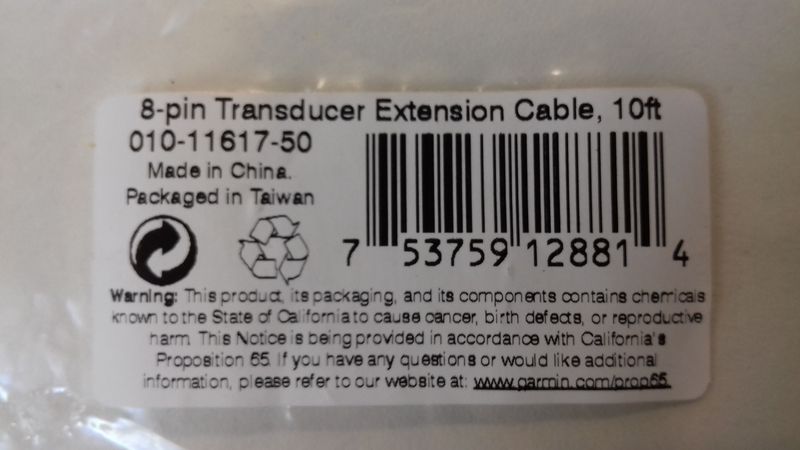 8-pin Transducer Extension Cable, 10ft
010-11617-50
Made in China.
Packaged in Taiwan
7 53759 12881 4
Warning: This product, its packaging, and its components contains chemicals
known to the State of California to cause cancer, birth defects, or reproductive
harm. This Notice is being provided in accordance with California's
Proposition 65. If you have any questions or would like additional
information, please refer to our website at: www.garmin.com/prop65.